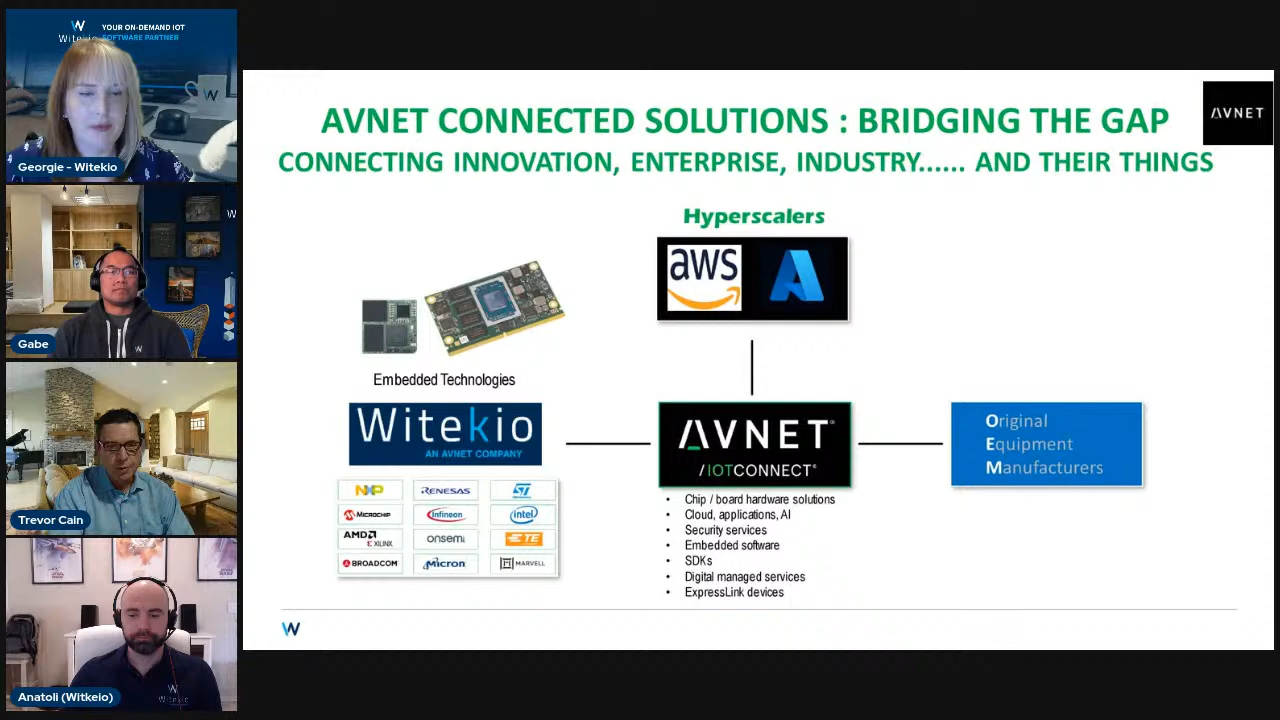 Witekio
YOUR ON-DEMAND IOT
SOFTWARE PARTNER
W
Georgie - Witekio
W
W
Gabe
Trevor Cain
Witekio
Anatoli (Witkeio)
AVNET CONNECTED SOLUTIONS : BRIDGING THE GAP
CONNECTING INNOVATION, ENTERPRISE, INDUSTRY...... AND THEIR THINGS
AVNET
Hyperscalers
aws
Embedded Technologies
Witekio
AN AVNET COMPANY
NXP RENESAS ST
MICROCHIP infineon intel
AMD XILINX onsemi TE
BROADCOM Micron MARVELL
AVNET®
/IOTCONNECT®
• Chip / board hardware solutions
• Cloud, applications, AI
• Security services
• Embedded software
• SDKs
• Digital managed services
• ExpressLink devices
Original
Equipment
Manufacturers
W